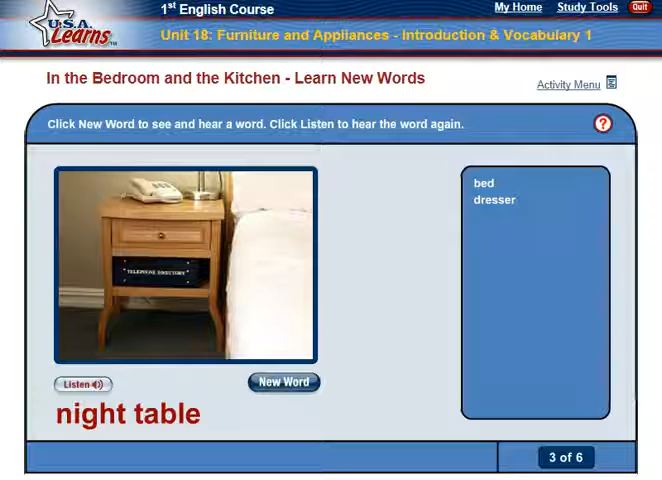 U.S.A.
Learns™
1st English Course
My Home Study Tools Quit
Unit 18: Furniture and Appliances - Introduction & Vocabulary 1
In the Bedroom and the Kitchen - Learn New Words
Activity Menu
Click New Word to see and hear a word. Click Listen to hear the word again.
?
bed
dresser
TELEPHONE DIRECTORY
Listen
New Word
night table
3 of 6